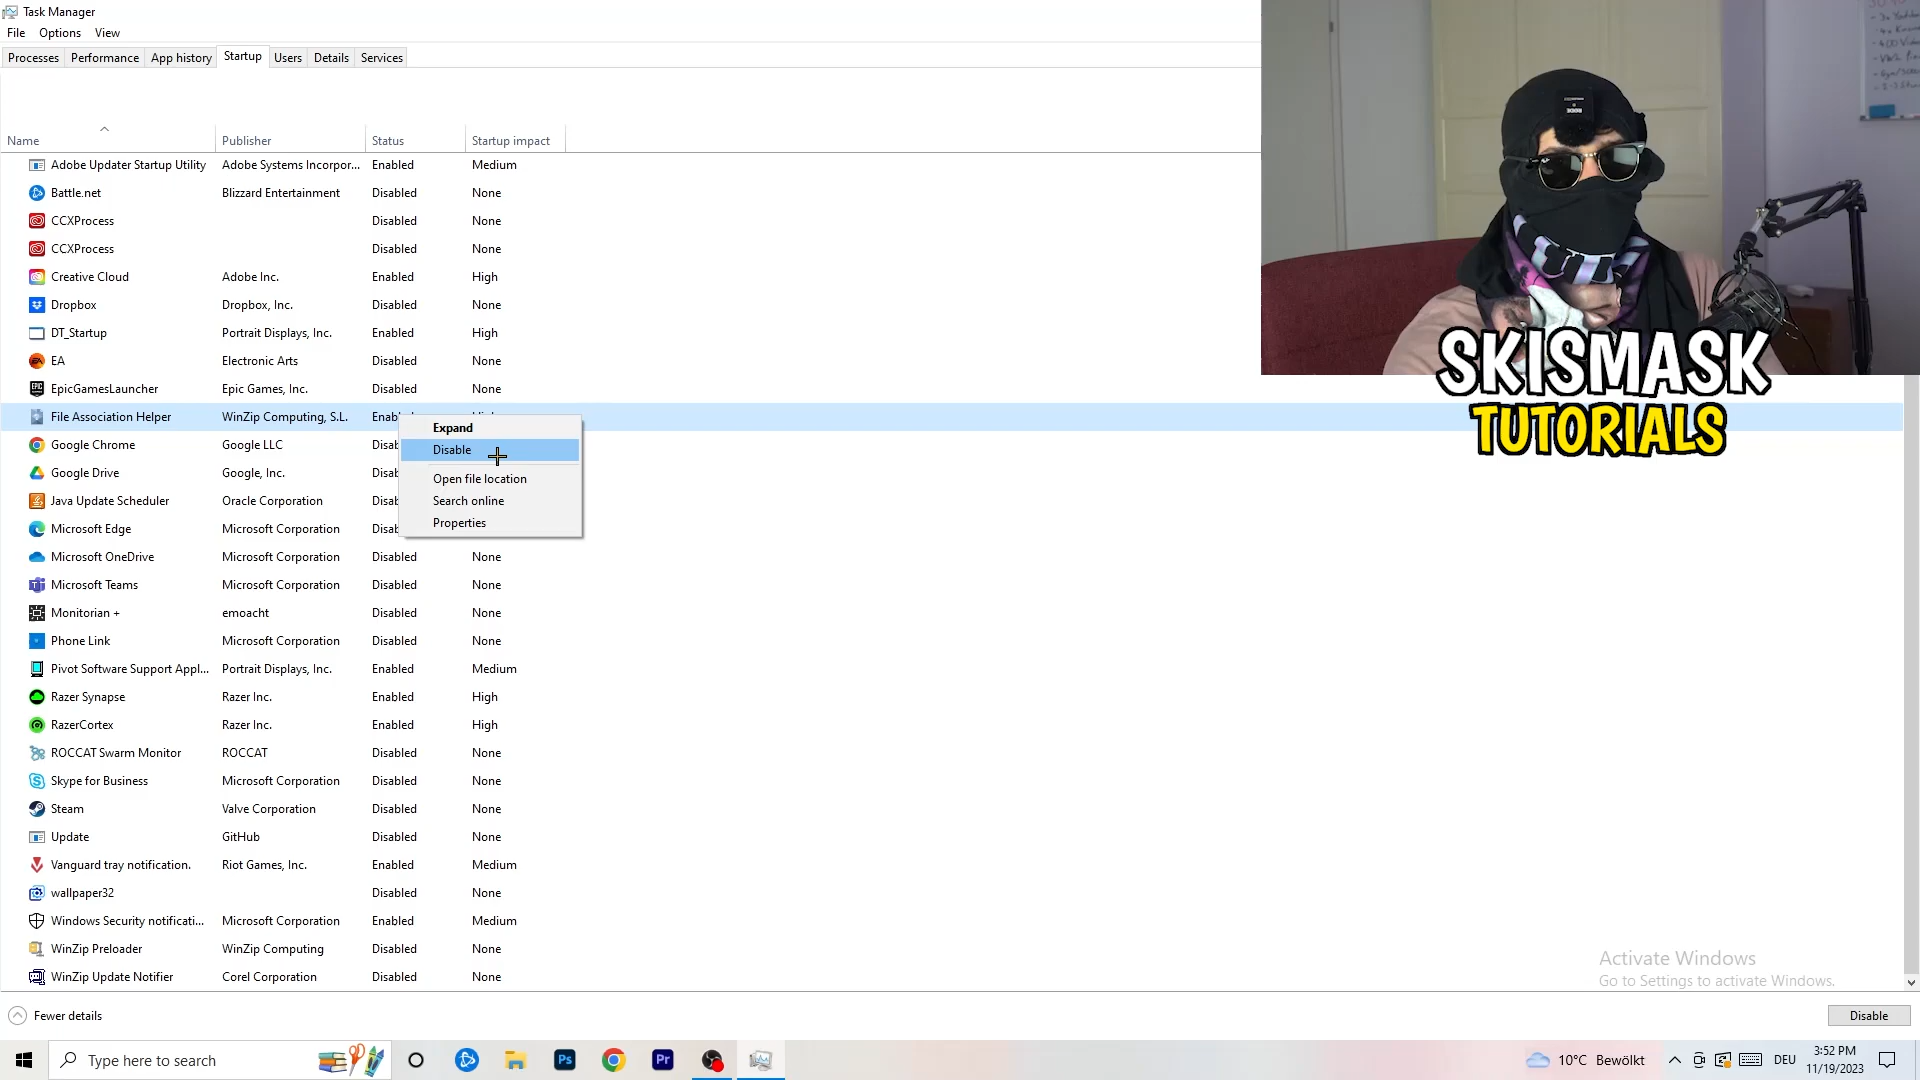 Task Manager
File Options View
Processes Performance App history Startup Users Details Services
Name Publisher Status Startup impact
Adobe Updater Startup Utility Adobe Systems Incorpor... Enabled Medium
Battle.net Blizzard Entertainment Disabled None
CCXProcess Disabled None
CCXProcess Disabled None
Creative Cloud Adobe Inc. Enabled High
Dropbox Dropbox, Inc. Disabled None
DT_Startup Portrait Displays, Inc. Enabled High
EA Electronic Arts Disabled None
EpicGamesLauncher Epic Games, Inc. Disabled None
File Association Helper WinZip Computing, S.L.
Google Chrome Google LLC
Google Drive Google, Inc.
Java Update Scheduler Oracle Corporation
Microsoft Edge Microsoft Corporation
Expand
Disable
Open file location
Search online
Properties
Microsoft OneDrive Microsoft Corporation Disabled None
Microsoft Teams Microsoft Corporation Disabled None
Monitorian + emoacht Disabled None
Phone Link Microsoft Corporation Disabled None
Pivot Software Support Appl... Portrait Displays, Inc. Enabled Medium
Razer Synapse Razer Inc. Enabled High
RazerCortex Razer Inc. Enabled High
ROCCAT Swarm Monitor ROCCAT Disabled None
Skype for Business Microsoft Corporation Disabled None
Steam Valve Corporation Disabled None
Update GitHub Disabled None
Vanguard tray notification. Riot Games, Inc. Enabled Medium
wallpaper32 Disabled None
Windows Security notificati... Microsoft Corporation Enabled Medium
WinZip Preloader WinZip Computing Disabled None
WinZip Update Notifier Corel Corporation Disabled None
SKISMASK
TUTORIALS
Activate Windows
Go to Settings to activate Windows.
Fewer details
Disable
Type here to search
Ps
Pr
10°C Bewölkt
DEU
3:52 PM
11/19/2023